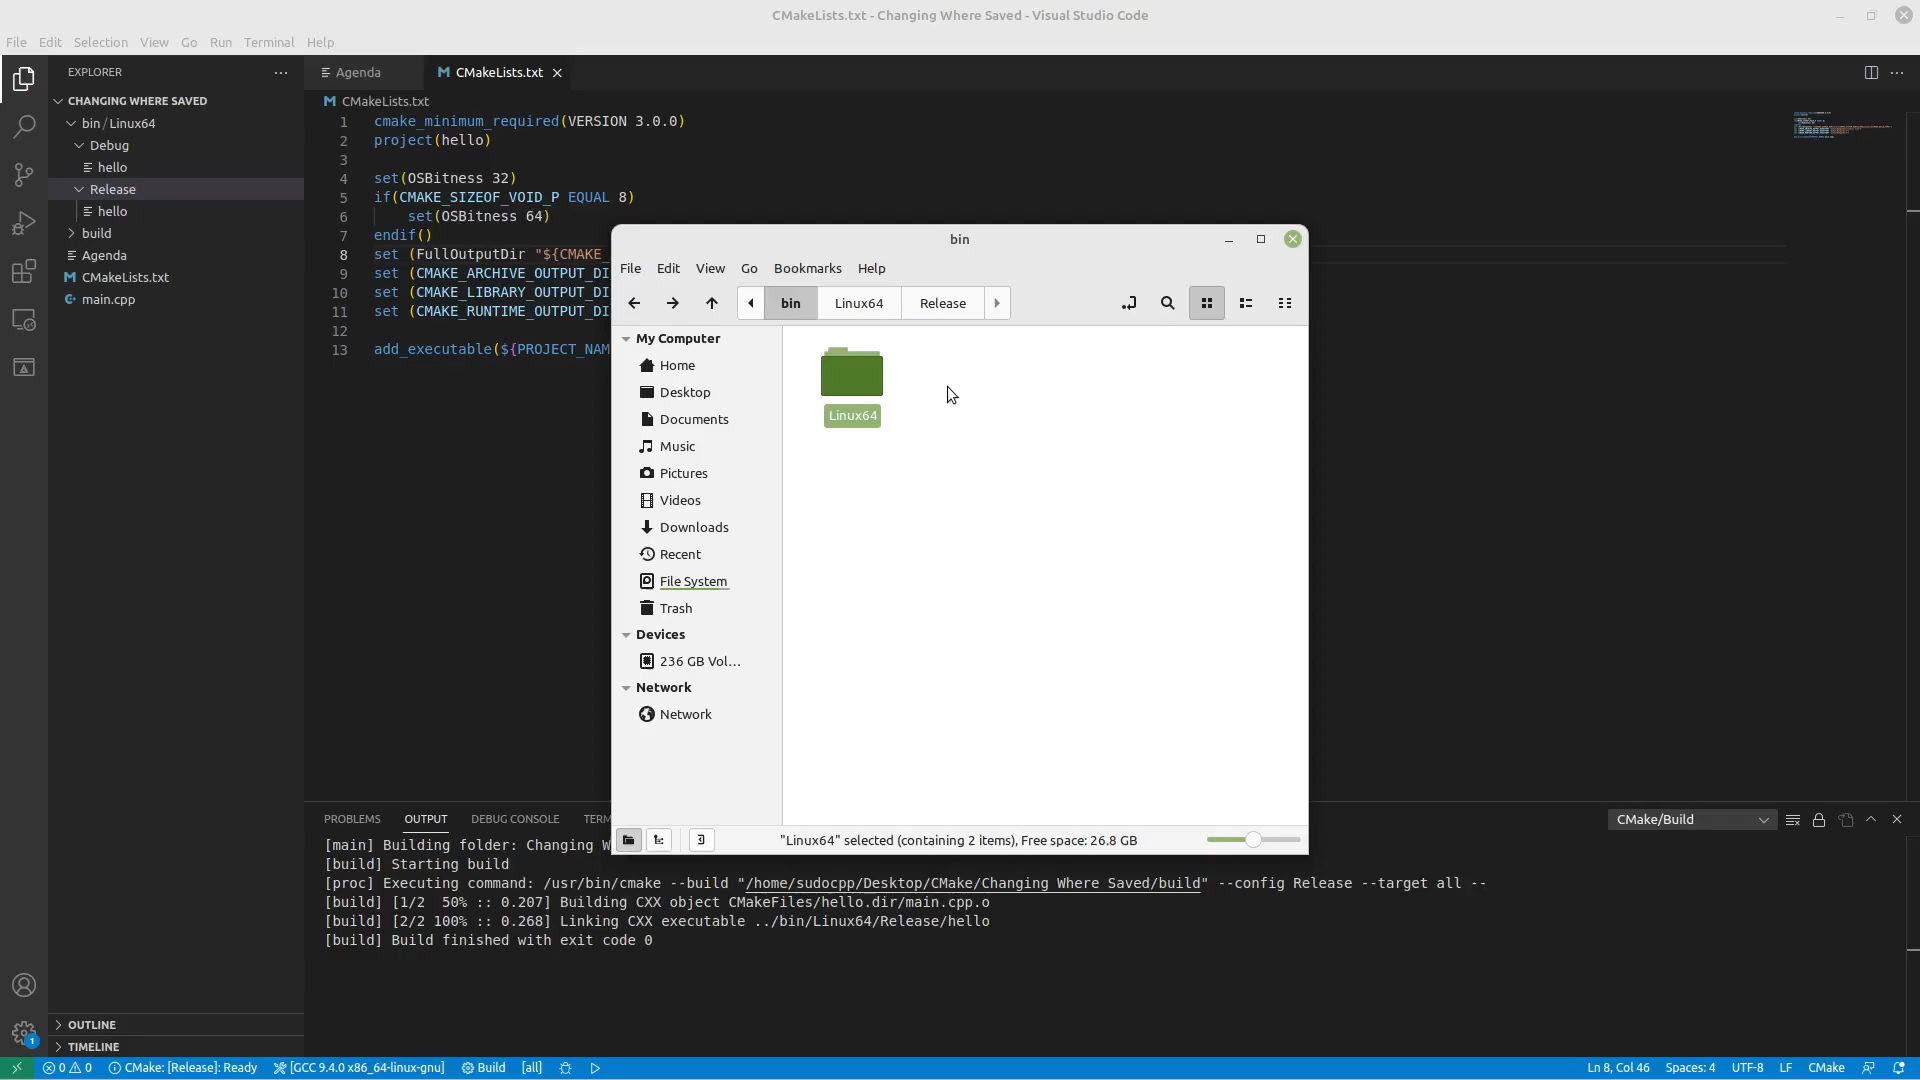 CMakeLists.txt - Changing Where Saved - Visual Studio Code
File Edit Selection View Go Run Terminal Help
EXPLORER
CHANGING WHERE SAVED
bin / Linux64
Debug
hello
Release
hello
build
Agenda
CMakeLists.txt
main.cpp
OUTLINE
TIMELINE
Agenda
CMakeLists.txt
CMakeLists.txt
1 cmake_minimum_required(VERSION 3.0.0)
2 project(hello)
3
4 set(OSBitness 32)
5 if(CMAKE_SIZEOF_VOID_P EQUAL 8)
6 set(OSBitness 64)
7 endif()
8 set (FullOutputDir "${CMAKE_
9 set (CMAKE_ARCHIVE_OUTPUT_DI
10 set (CMAKE_LIBRARY_OUTPUT_DI
11 set (CMAKE_RUNTIME_OUTPUT_DI
12
13 add_executable(${PROJECT_NAM
bin
File Edit View Go Bookmarks Help
bin Linux64 Release
My Computer
Home
Desktop
Documents
Music
Pictures
Videos
Downloads
Recent
File System
Trash
Devices
236 GB Vol...
Network
Network
Linux64
"Linux64" selected (containing 2 items), Free space: 26.8 GB
PROBLEMS OUTPUT DEBUG CONSOLE TERM
CMake/Build
[main] Building folder: Changing W
[build] Starting build
[proc] Executing command: /usr/bin/cmake --build "/home/sudocpp/Desktop/CMake/Changing Where Saved/build" --config Release --target all --
[build] [1/2  50% :: 0.207] Building CXX object CMakeFiles/hello.dir/main.cpp.o
[build] [2/2 100% :: 0.268] Linking CXX executable ../bin/Linux64/Release/hello
[build] Build finished with exit code 0
1
0 0 CMake: [Release]: Ready [GCC 9.4.0 x86_64-linux-gnu] Build [all] Ln 8, Col 46 Spaces: 4 UTF-8 LF CMake